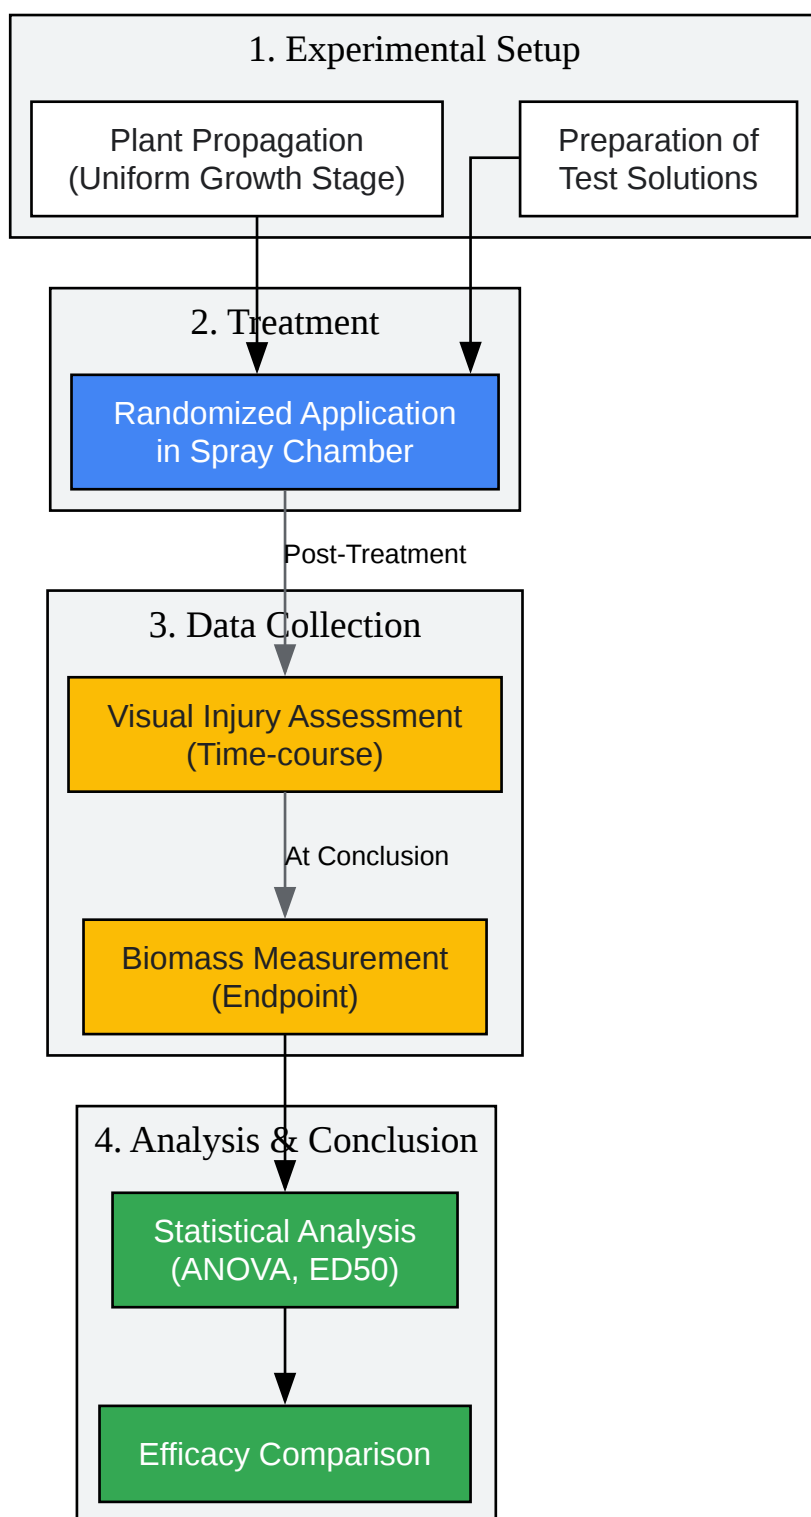 1. Experimental Setup
Plant Propagation
(Uniform Growth Stage)
Preparation of
Test Solutions
2. Treatment
Randomized Application
in Spray Chamber
Post-Treatment
3. Data Collection
Visual Injury Assessment
(Time-course)
At Conclusion
Biomass Measurement
(Endpoint)
4. Analysis & Conclusion
Statistical Analysis
(ANOVA, ED50)
Efficacy Comparison